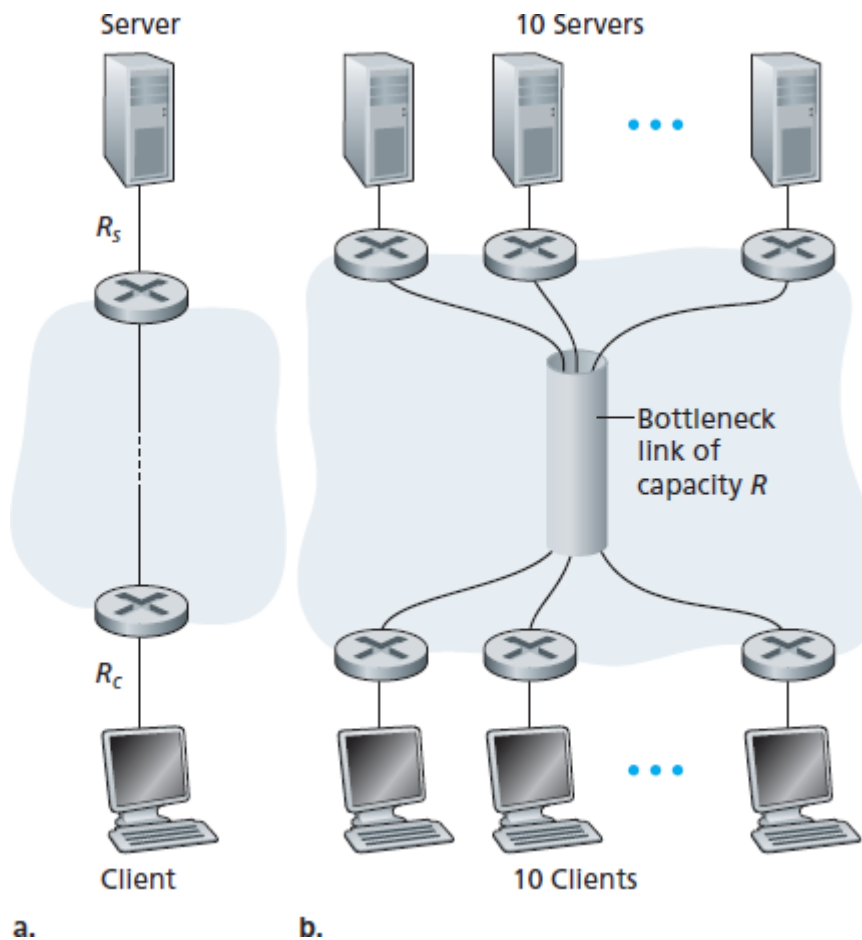 Server
10 Servers
Rs
Bottleneck
link of
capacity R
Rc
Client
10 Clients
a.
b.